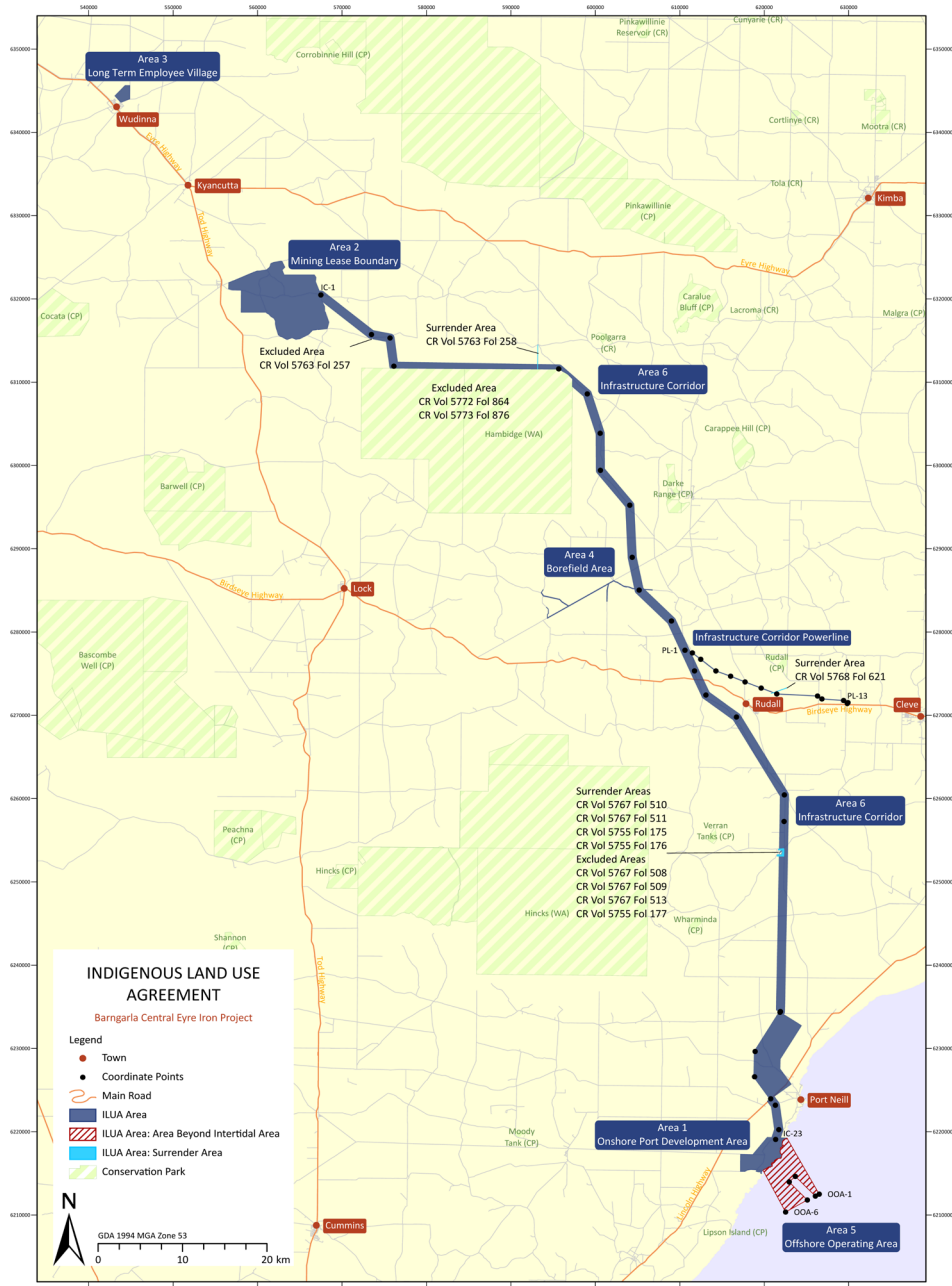 540000
550000
560000
570000
580000
590000
600000
610000
620000
630000
6350000
6340000
6330000
6320000
6310000
6300000
6290000
6280000
6270000
6260000
6250000
6240000
6230000
6220000
6210000
Pinkawillinie
Reservoir (CR)
Cunyarie (CR)
Corrobinnie Hill (CP)
Area 3
Long Term Employee Village
Wudinna
Eyre Highway
Cortlinye (CR)
Mootra (CR)
Kyancutta
Tod Highway
Tola (CR)
Kimba
Pinkawillinie
(CP)
Area 2
Mining Lease Boundary
Eyre Highway
IC-1
Cocata (CP)
Caralue
Bluff (CP)
Lacroma (CR)
Malgra (CP)
Surrender Area
CR Vol 5763 Fol 258
Poolgarra
(CR)
Excluded Area
CR Vol 5763 Fol 257
Area 6
Infrastructure Corridor
Excluded Area
CR Vol 5772 Fol 864
CR Vol 5773 Fol 876
Hambidge (WA)
Carappee Hill (CP)
Barwell (CP)
Darke
Range (CP)
Area 4
Borefield Area
Birdseye Highway
Lock
Infrastructure Corridor Powerline
PL-1
Bascombe
Well (CP)
Rudall
(CP)
Surrender Area
CR Vol 5768 Fol 621
PL-13
Rudall
Birdseye Highway
Cleve
Surrender Areas
CR Vol 5767 Fol 510
CR Vol 5767 Fol 511
CR Vol 5755 Fol 175
CR Vol 5755 Fol 176
Excluded Areas
CR Vol 5767 Fol 508
CR Vol 5767 Fol 509
CR Vol 5767 Fol 513
CR Vol 5755 Fol 177
Area 6
Infrastructure Corridor
Peachna
(CP)
Verran
Tanks (CP)
Hincks (CP)
Hincks (WA)
Wharminda
(CP)
Shannon
(CP)
Tod Highway
INDIGENOUS LAND USE
AGREEMENT
Barngarla Central Eyre Iron Project
Legend
Town
Coordinate Points
Main Road
ILUA Area
ILUA Area: Area Beyond Intertidal Area
ILUA Area: Surrender Area
Conservation Park
N
GDA 1994 MGA Zone 53
0
10
20 km
Port Neill
Area 1
Onshore Port Development Area
IC-23
Moody
Tank (CP)
Lincoln Highway
OOA-1
OOA-6
Cummins
Lipson Island (CP)
Area 5
Offshore Operating Area